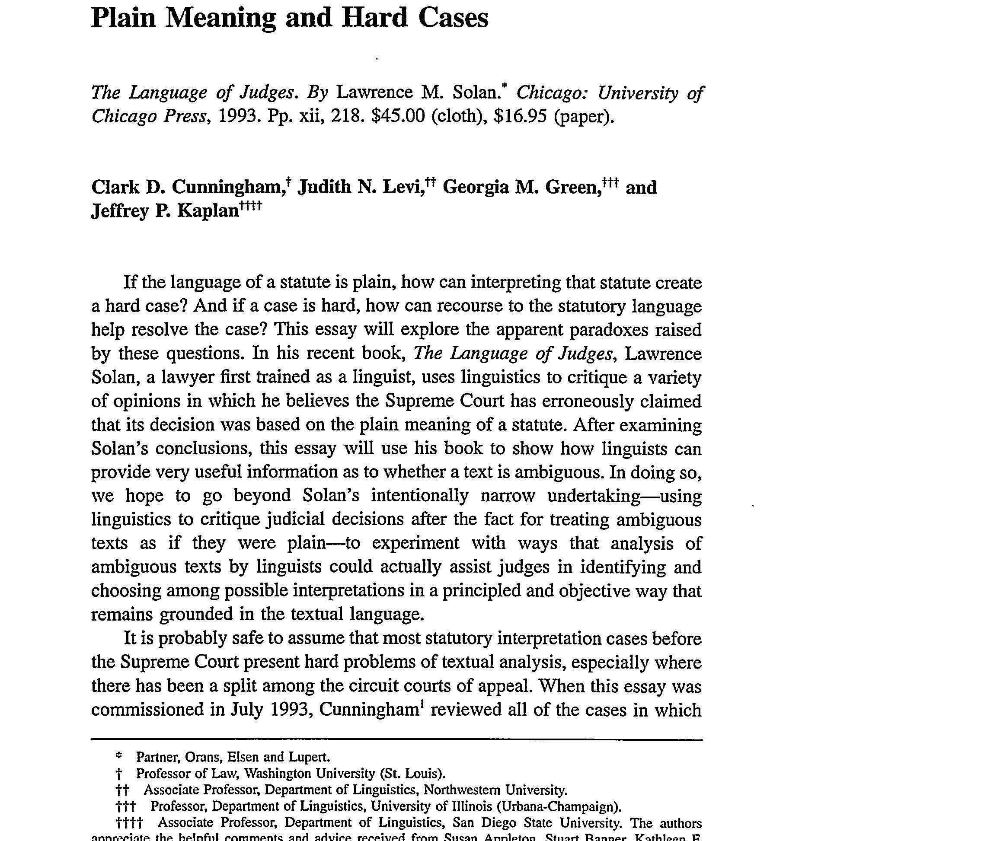 Plain Meaning and Hard Cases
The Language of Judges. By Lawrence M. Solan.* Chicago: University of
Chicago Press, 1993. Pp. xii, 218. $45.00 (cloth), $16.95 (paper).
Clark D. Cunningham,† Judith N. Levi,†† Georgia M. Green,††† and
Jeffrey P. Kaplan††††
If the language of a statute is plain, how can interpreting that statute create
a hard case? And if a case is hard, how can recourse to the statutory language
help resolve the case? This essay will explore the apparent paradoxes raised
by these questions. In his recent book, The Language of Judges, Lawrence
Solan, a lawyer first trained as a linguist, uses linguistics to critique a variety
of opinions in which he believes the Supreme Court has erroneously claimed
that its decision was based on the plain meaning of a statute. After examining
Solan's conclusions, this essay will use his book to show how linguists can
provide very useful information as to whether a text is ambiguous. In doing so,
we hope to go beyond Solan's intentionally narrow undertaking—using
linguistics to critique judicial decisions after the fact for treating ambiguous
texts as if they were plain—to experiment with ways that analysis of
ambiguous texts by linguists could actually assist judges in identifying and
choosing among possible interpretations in a principled and objective way that
remains grounded in the textual language.
It is probably safe to assume that most statutory interpretation cases before
the Supreme Court present hard problems of textual analysis, especially where
there has been a split among the circuit courts of appeal. When this essay was
commissioned in July 1993, Cunningham¹ reviewed all of the cases in which
* Partner, Orans, Elsen and Lupert.
† Professor of Law, Washington University (St. Louis).
†† Associate Professor, Department of Linguistics, Northwestern University.
††† Professor, Department of Linguistics, University of Illinois (Urbana-Champaign).
†††† Associate Professor, Department of Linguistics, San Diego State University. The authors
appreciate the helpful comments and advice received from Susan Appleton, Stuart Banner, Kathleen F.